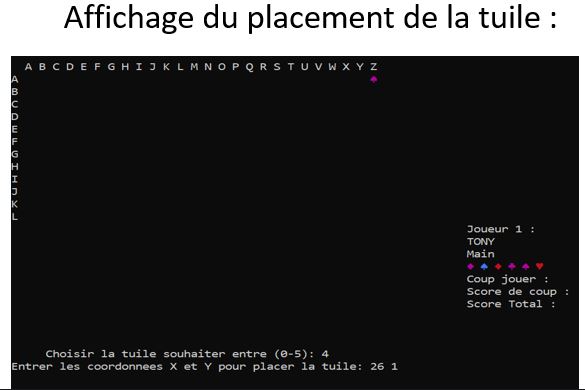 Affichage du placement de la tuile :
A B C D E F G H I J K L M N O P Q R S T U V W X Y Z
A ♠
B
C
D
E
F
G
H
I
J
K
L
Joueur 1 :
TONY
Main
♦ ♠ ♦ ♣ ♠ ♥
Coup jouer :
Score de coup :
Score Total :
Choisir la tuile souhaiter entre (0-5): 4
Entrer les coordonnees X et Y pour placer la tuile: 26 1